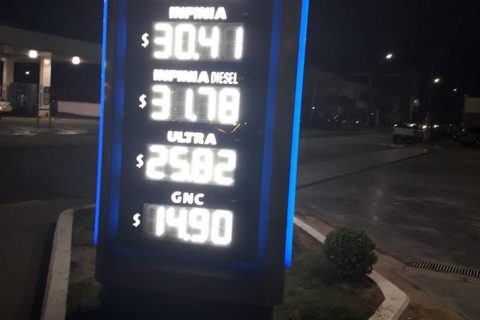 INFINIA
$ 30.41
INFINIA DIESEL
$ 31.78
ULTRA
$ 25.82
GNC
$ 14.90